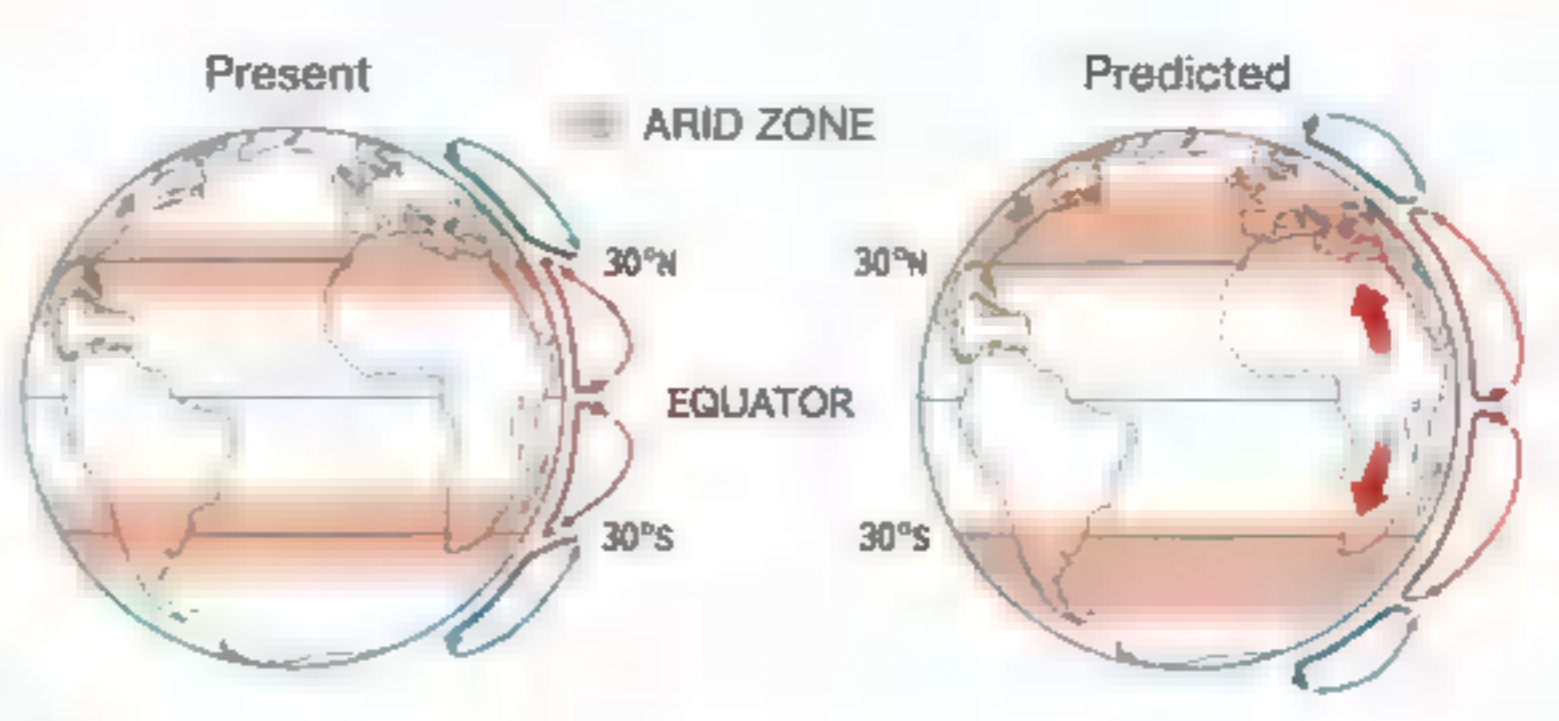 Present
Predicted
ARID ZONE
30°N
30°N
EQUATOR
30°S
30°S